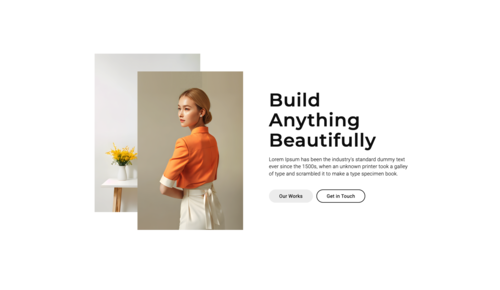 Build
Anything
Beautifully
Lorem Ipsum has been the industry's standard dummy text
ever since the 1500s, when an unknown printer took a galley
of type and scrambled it to make a type specimen book.
Our Works
Get in Touch